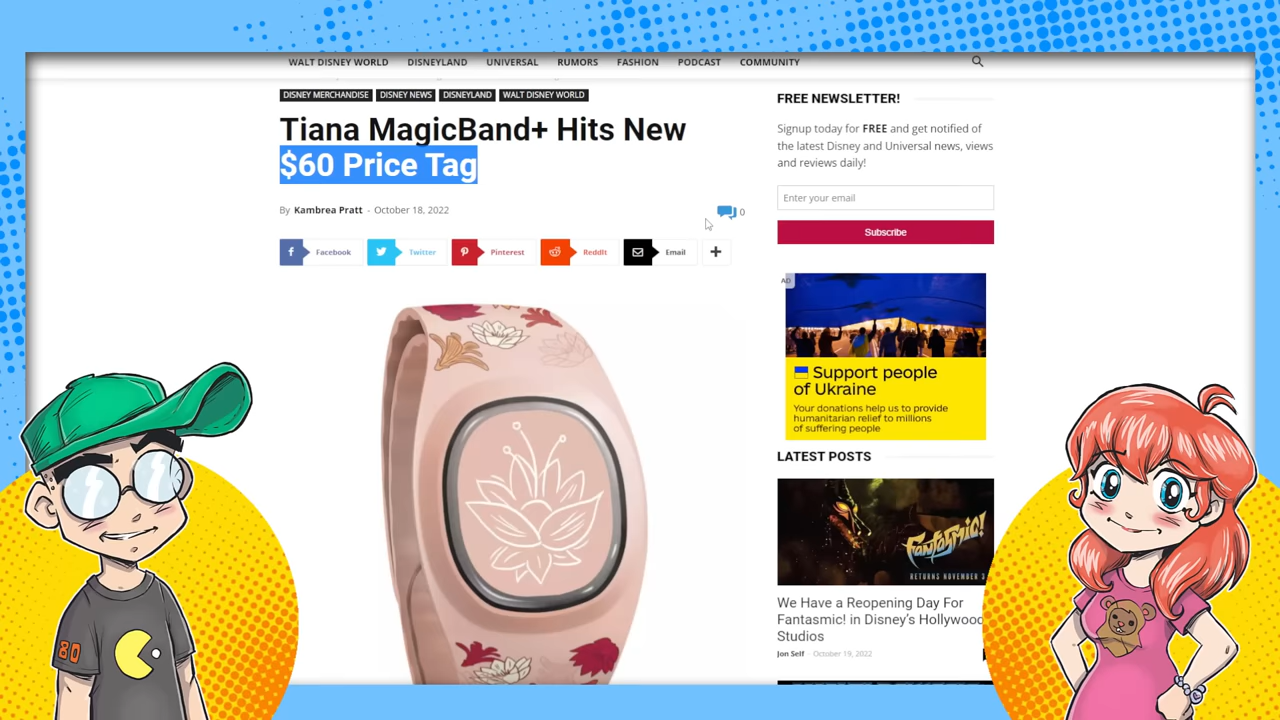 WALT DISNEY WORLD DISNEYLAND UNIVERSAL RUMORS FASHION PODCAST COMMUNITY
DISNEY MERCHANDISE DISNEY NEWS DISNEYLAND WALT DISNEY WORLD
Tiana MagicBand+ Hits New
$60 Price Tag
By Kambrea Pratt - October 18, 2022
0
Facebook Twitter Pinterest ReddIt Email +
FREE NEWSLETTER!
Signup today for FREE and get notified of
the latest Disney and Universal news, views
and reviews daily!
Enter your email
Subscribe
AD
Support people
of Ukraine
Your donations help us to provide
humanitarian relief to millions
of suffering people
LATEST POSTS
Fantasmic!
RETURNS NOVEMBER 3
We Have a Reopening Day For
Fantasmic! in Disney's Hollywood
Studios
Jon Self - October 19, 2022
80